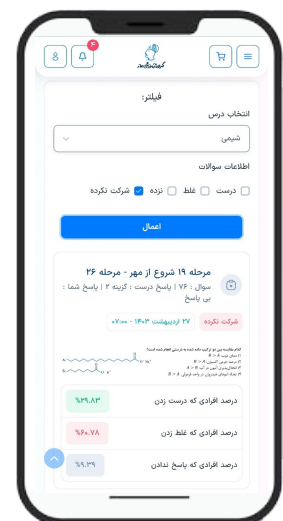 ۴
فیلتر:
انتخاب درس
شیمی
اطلاعات سوالات
درست غلط نزده شرکت نکرده
اعمال
مرحله ۱۹ شروع از مهر - مرحله ۲۶
سوال : ۷۶ | پاسخ درست : گزینه ۲ | پاسخ شما :
بی پاسخ
شرکت نکرده ۲۷ اردیبهشت ۱۴۰۳ - ۰۷:۰۰
درصد افرادی که درست زدن %۲۹.۸۳
درصد افرادی که غلط زدن %۶۰.۷۸
درصد افرادی که پاسخ ندادن %۹.۳۹